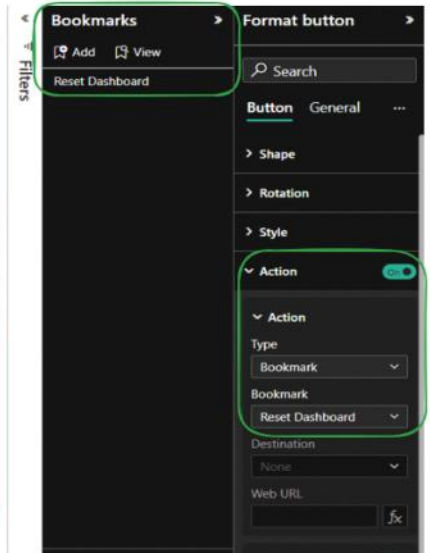 Filters
Bookmarks
Add View
Reset Dashboard
Format button
Search
Button General ...
Shape
Rotation
Style
Action On
Action
Type
Bookmark
Bookmark
Reset Dashboard
Destination
None
Web URL
fx